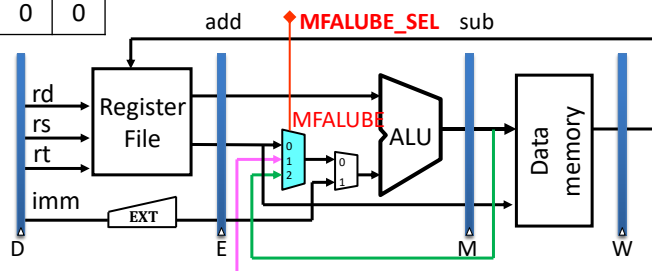 0 0
add MFALUBE_SEL sub
rd
rs
rt
imm
Register
File
EXT
MFALUBE
0
1
2
0
1
ALU
Data
memory
D E M W